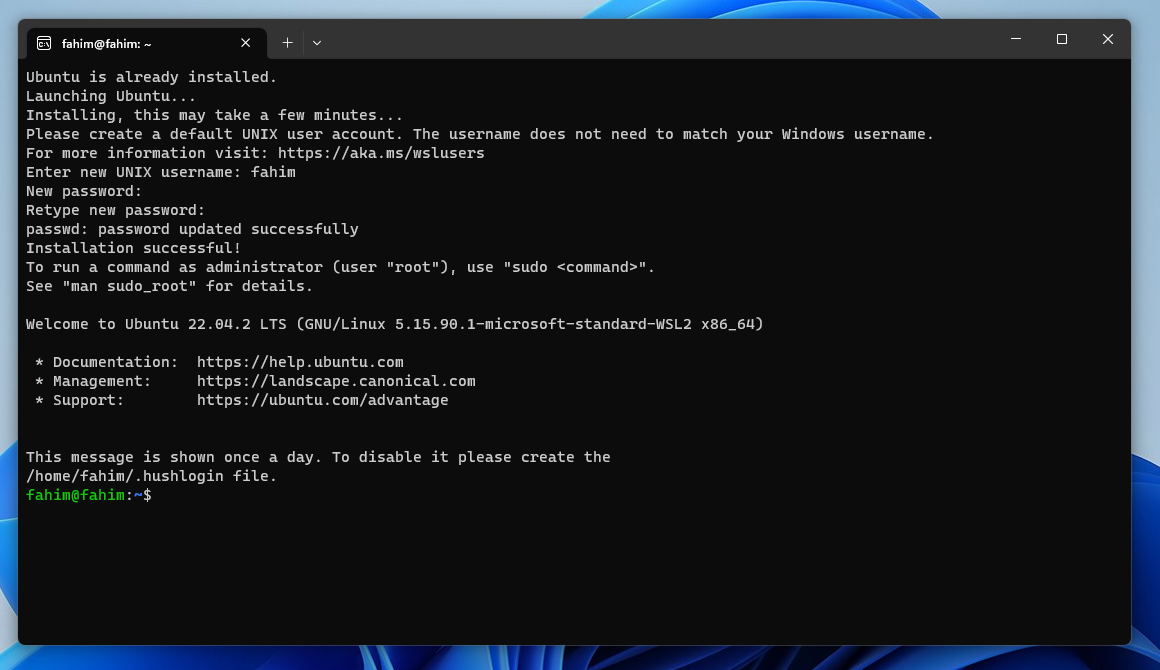 fahim@fahim: ~
Ubuntu is already installed.
Launching Ubuntu...
Installing, this may take a few minutes...
Please create a default UNIX user account. The username does not need to match your Windows username.
For more information visit: https://aka.ms/wslusers
Enter new UNIX username: fahim
New password:
Retype new password:
passwd: password updated successfully
Installation successful!
To run a command as administrator (user "root"), use "sudo <command>".
See "man sudo_root" for details.

Welcome to Ubuntu 22.04.2 LTS (GNU/Linux 5.15.90.1-microsoft-standard-WSL2 x86_64)

 * Documentation:  https://help.ubuntu.com
 * Management:     https://landscape.canonical.com
 * Support:        https://ubuntu.com/advantage


This message is shown once a day. To disable it please create the
/home/fahim/.hushlogin file.
fahim@fahim:~$